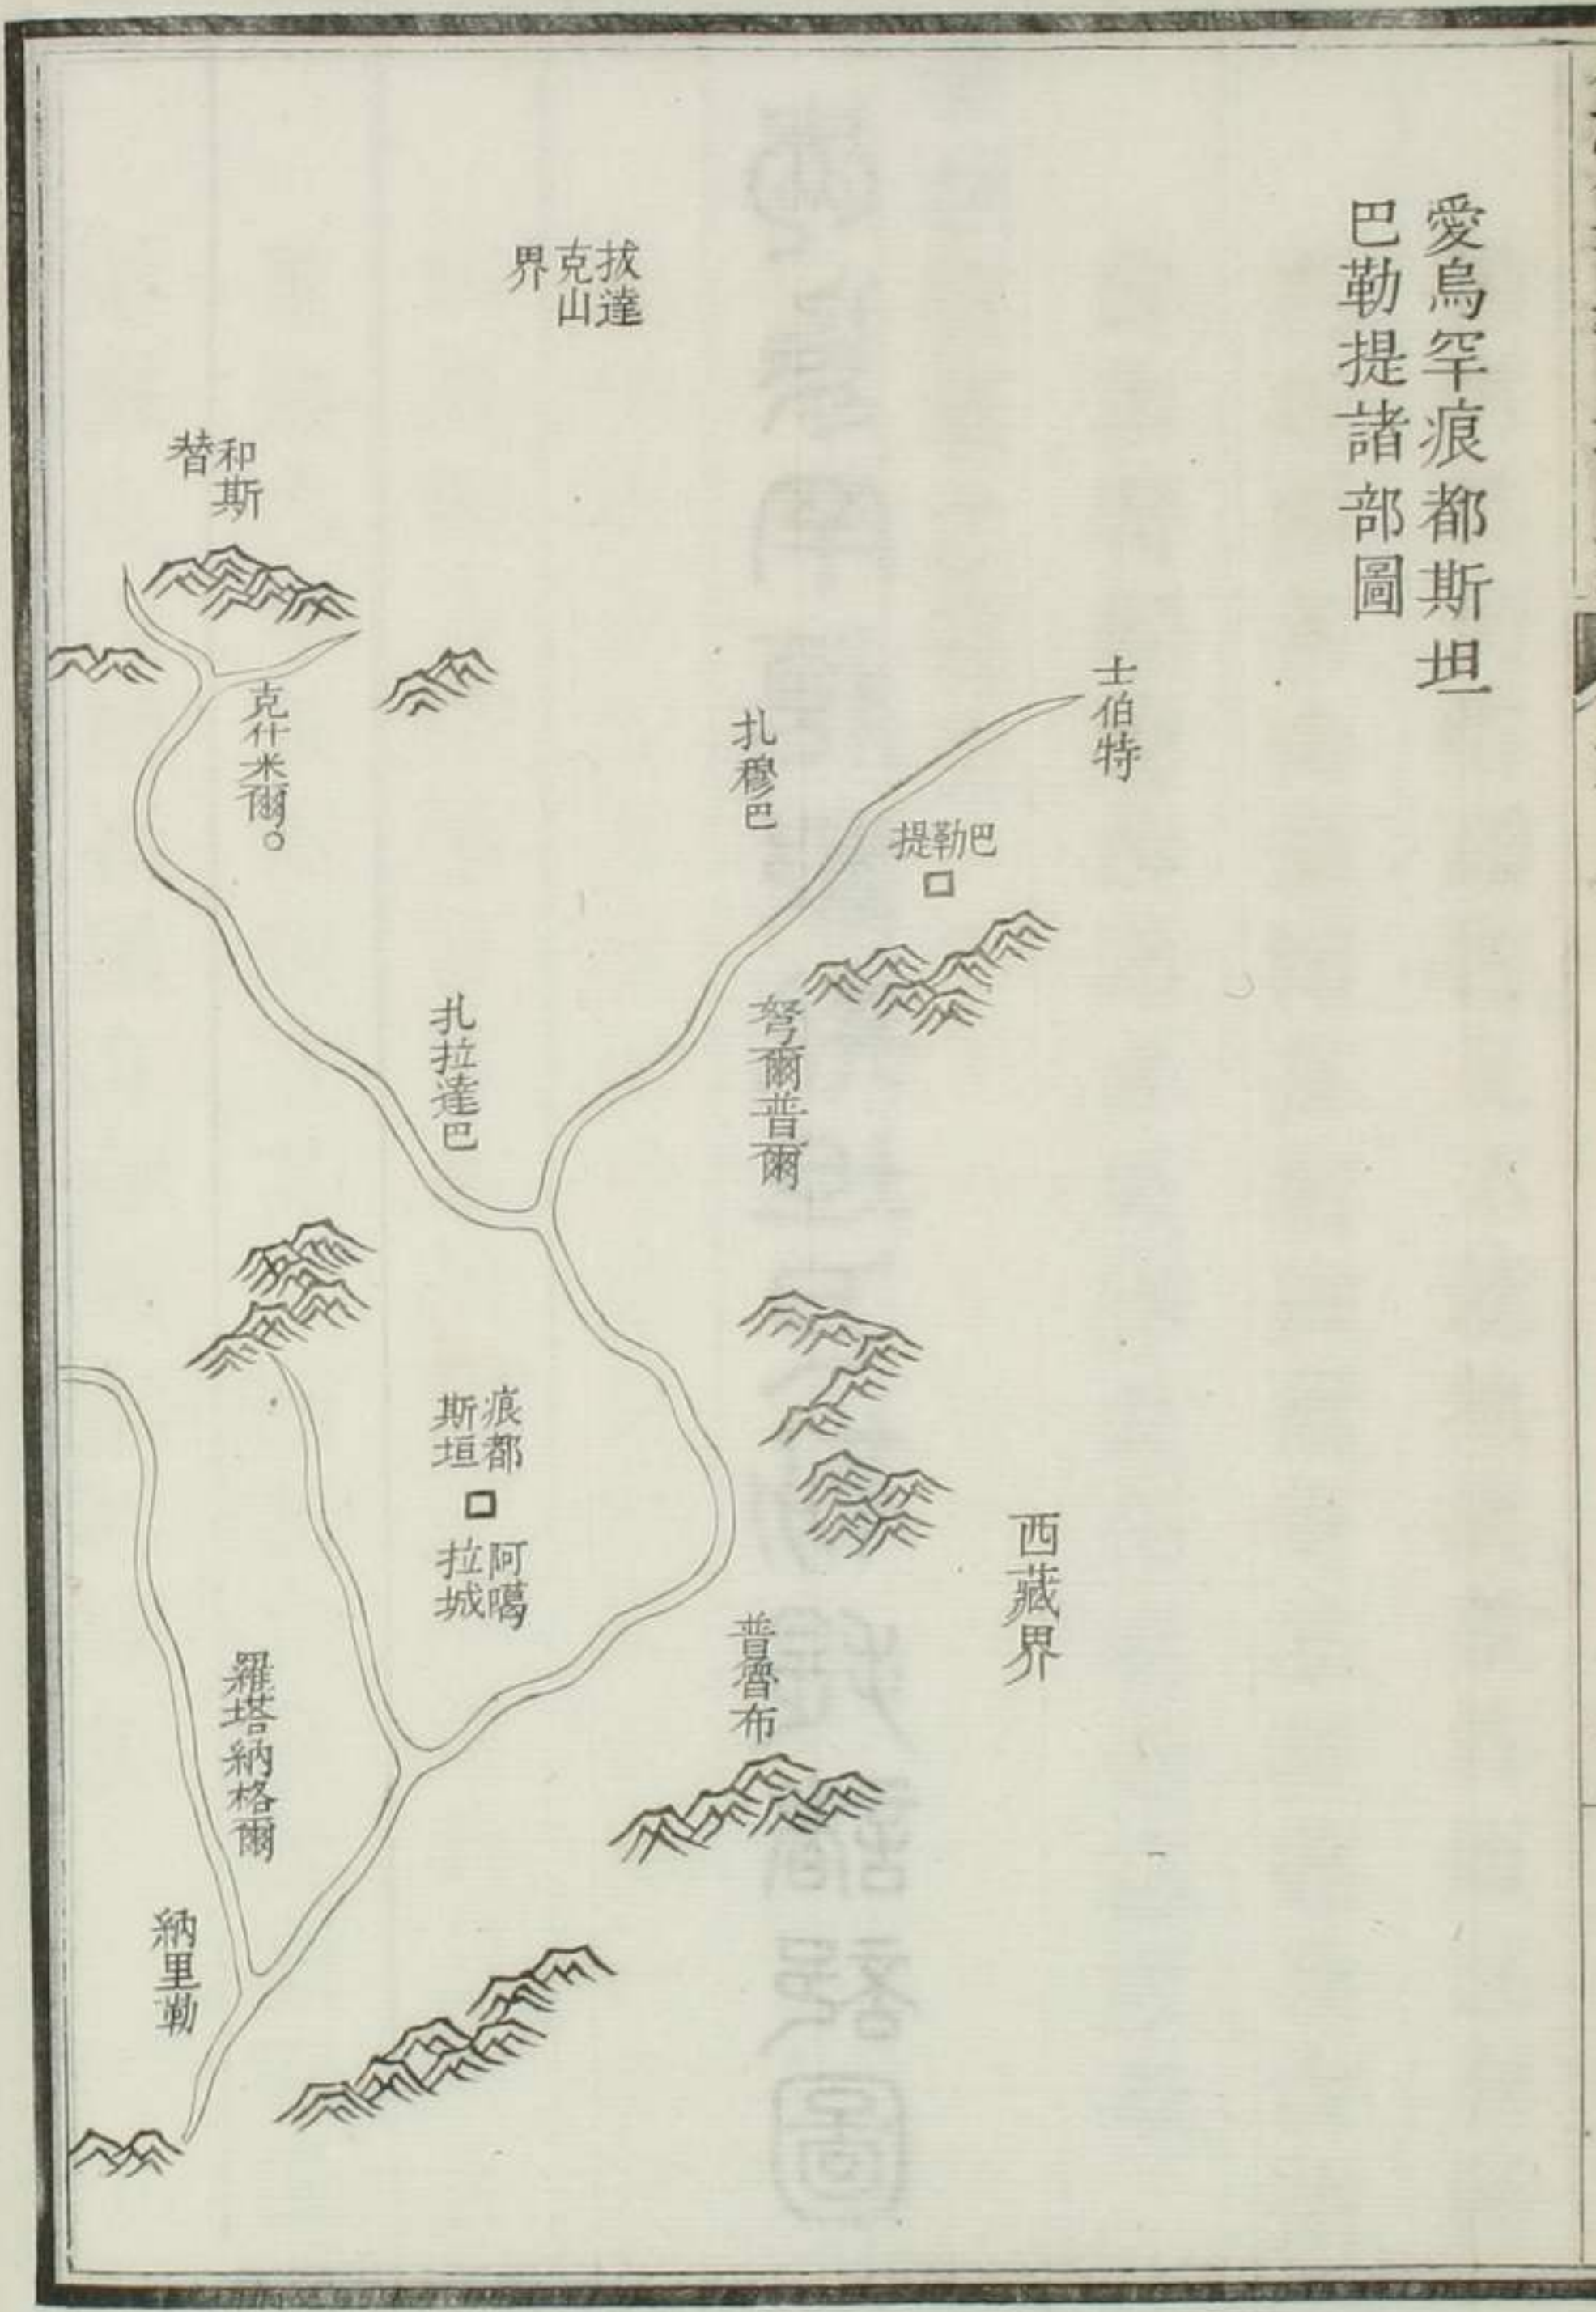 愛烏罕痕都斯坦
巴勒提諸部圖
士伯特
巴勒提
西藏界
扎穆巴
弩爾普爾
普魯布
拔達
克山
界
痕都
斯垣
阿噶
拉城
扎拉達巴
和斯
替
克什米爾
羅塔納格爾
納里勒